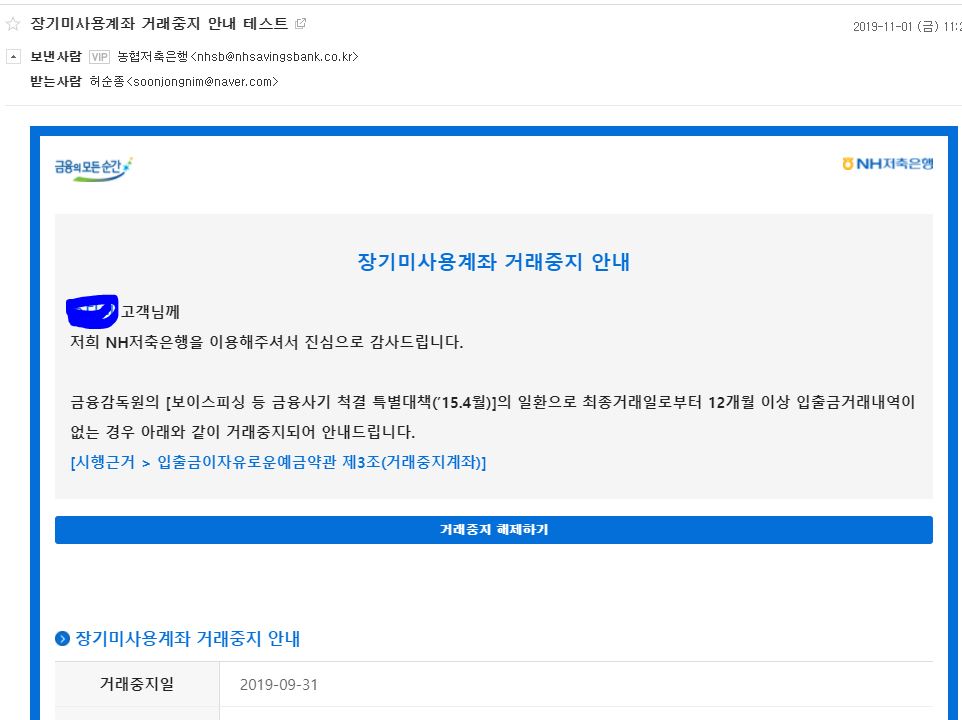 장기미사용계좌 거래중지 안내 테스트
2019-11-01 (금) 11:2
보낸사람 VIP 농협저축은행<nhsb@nhsavingsbank.co.kr>
받는사람 허순종<soonjongnim@naver.com>
금융의모든순간
NH저축은행
장기미사용계좌 거래중지 안내
고객님께
저희 NH저축은행을 이용해주셔서 진심으로 감사드립니다.
금융감독원의 [보이스피싱 등 금융사기 척결 특별대책('15.4월)]의 일환으로 최종거래일로부터 12개월 이상 입출금거래내역이
없는 경우 아래와 같이 거래중지되어 안내드립니다.
[시행근거 > 입출금이자유로운예금약관 제3조(거래중지계좌)]
거래중지 해제하기
장기미사용계좌 거래중지 안내
거래중지일
2019-09-31